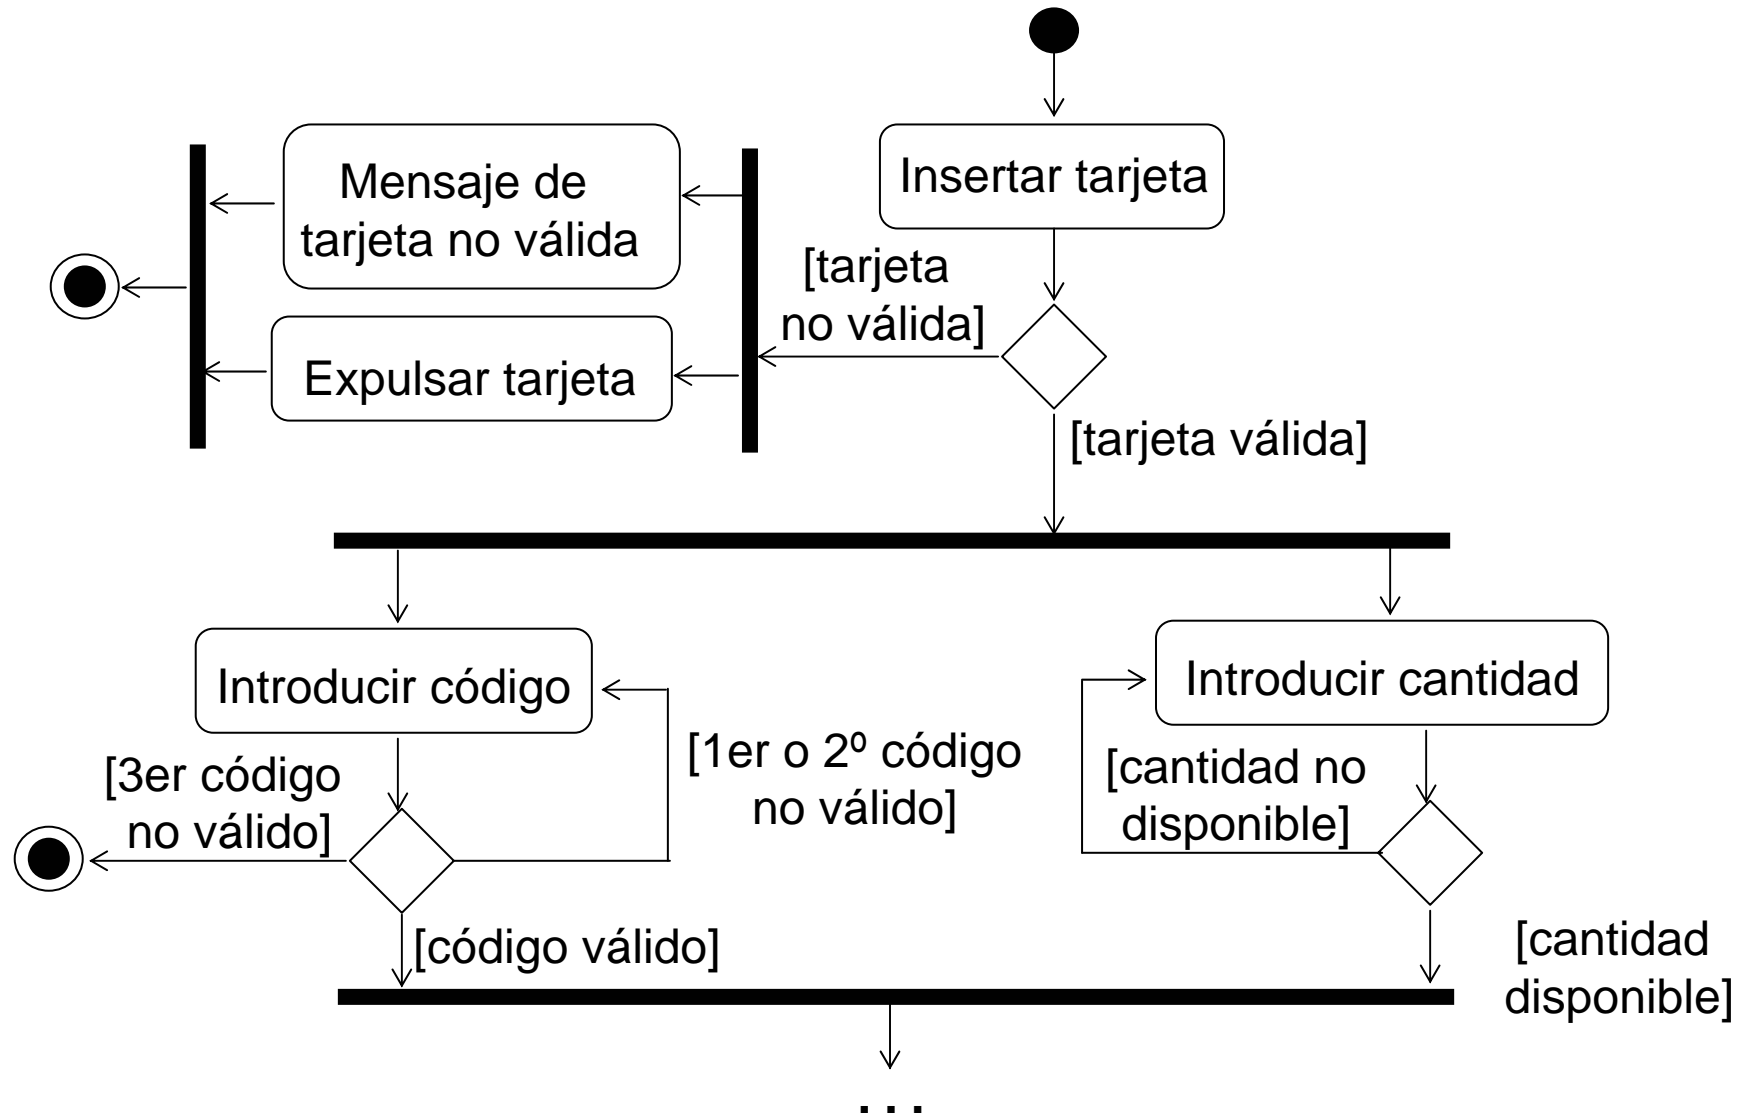 Insertar tarjeta
Mensaje de
tarjeta no válida
[tarjeta
no válida]
Expulsar tarjeta
[tarjeta válida]
Introducir código
Introducir cantidad
[3er código
no válido]
[1er o 2º código
no válido]
[cantidad no
disponible]
[código válido]
[cantidad
disponible]
...